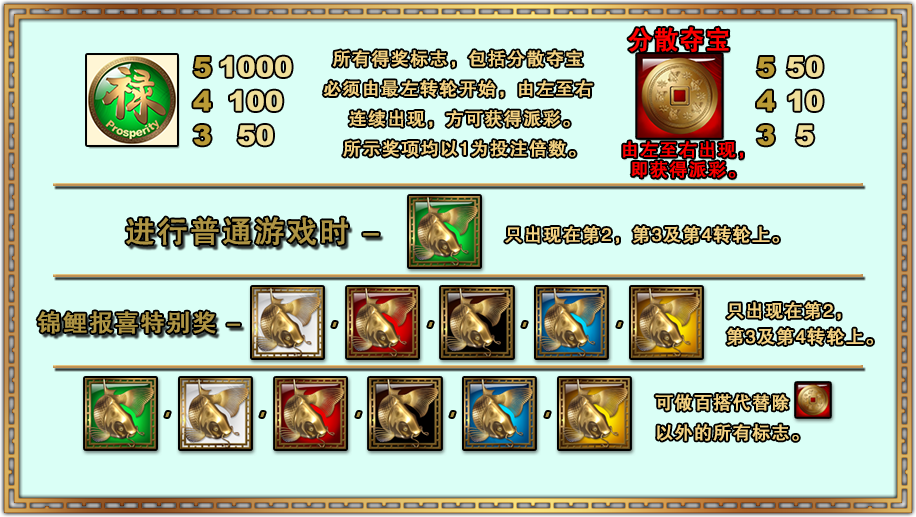 禄
Prosperity
5 1000
4 100
3 50
所有得奖标志，包括分散夺宝
必须由最左转轮开始，由左至右
连续出现，方可获得派彩。
所示奖项均以1为投注倍数。
分散夺宝
由左至右出现，
即获得派彩。
5 50
4 10
3 5
进行普通游戏时 –
只出现在第2，第3及第4转轮上。
锦鲤报喜特别奖 –
只出现在第2，
第3及第4转轮上。
可做百搭代替除
以外的所有标志。